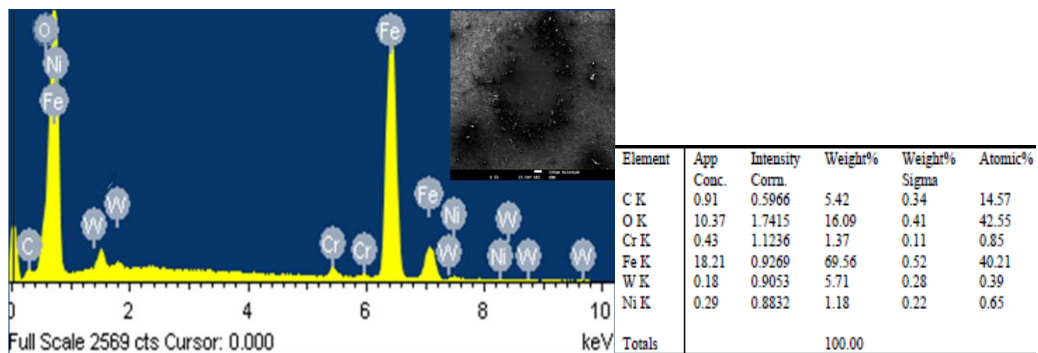 O
Ni
Fe
Fe
W
W
C
Cr
Cr
Fe
Ni
W
W
Ni
W
W
2 4 6 8 10
Full Scale 2569 cts Cursor: 0.000 keV
Element App Conc. Intensity Corrn. Weight% Weight% Sigma Atomic%
C K 0.91 0.5966 5.42 0.34 14.57
O K 10.37 1.7415 16.09 0.41 42.55
Cr K 0.43 1.1236 1.37 0.11 0.85
Fe K 18.21 0.9269 69.56 0.52 40.21
W K 0.18 0.9053 5.71 0.28 0.39
Ni K 0.29 0.8832 1.18 0.22 0.65
Totals 100.00